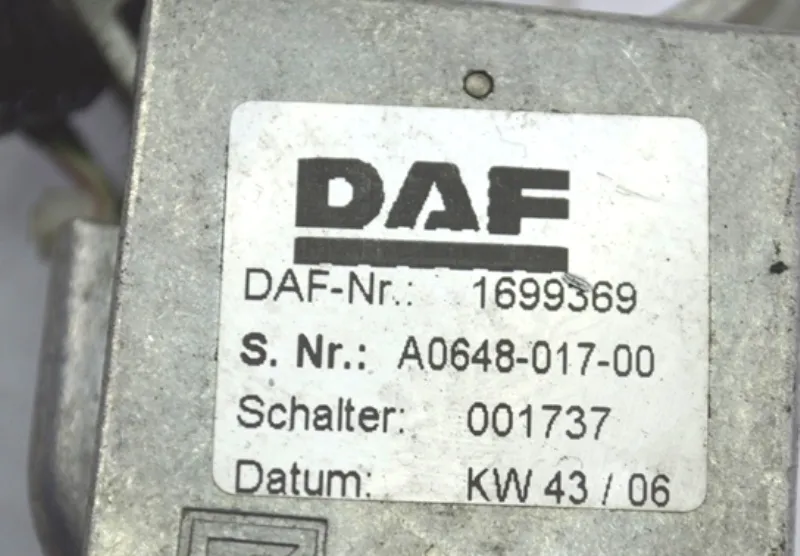 DAF
DAF-Nr.: 1699369
S. Nr.: A0648-017-00
Schalter: 001737
Datum: KW 43 / 06